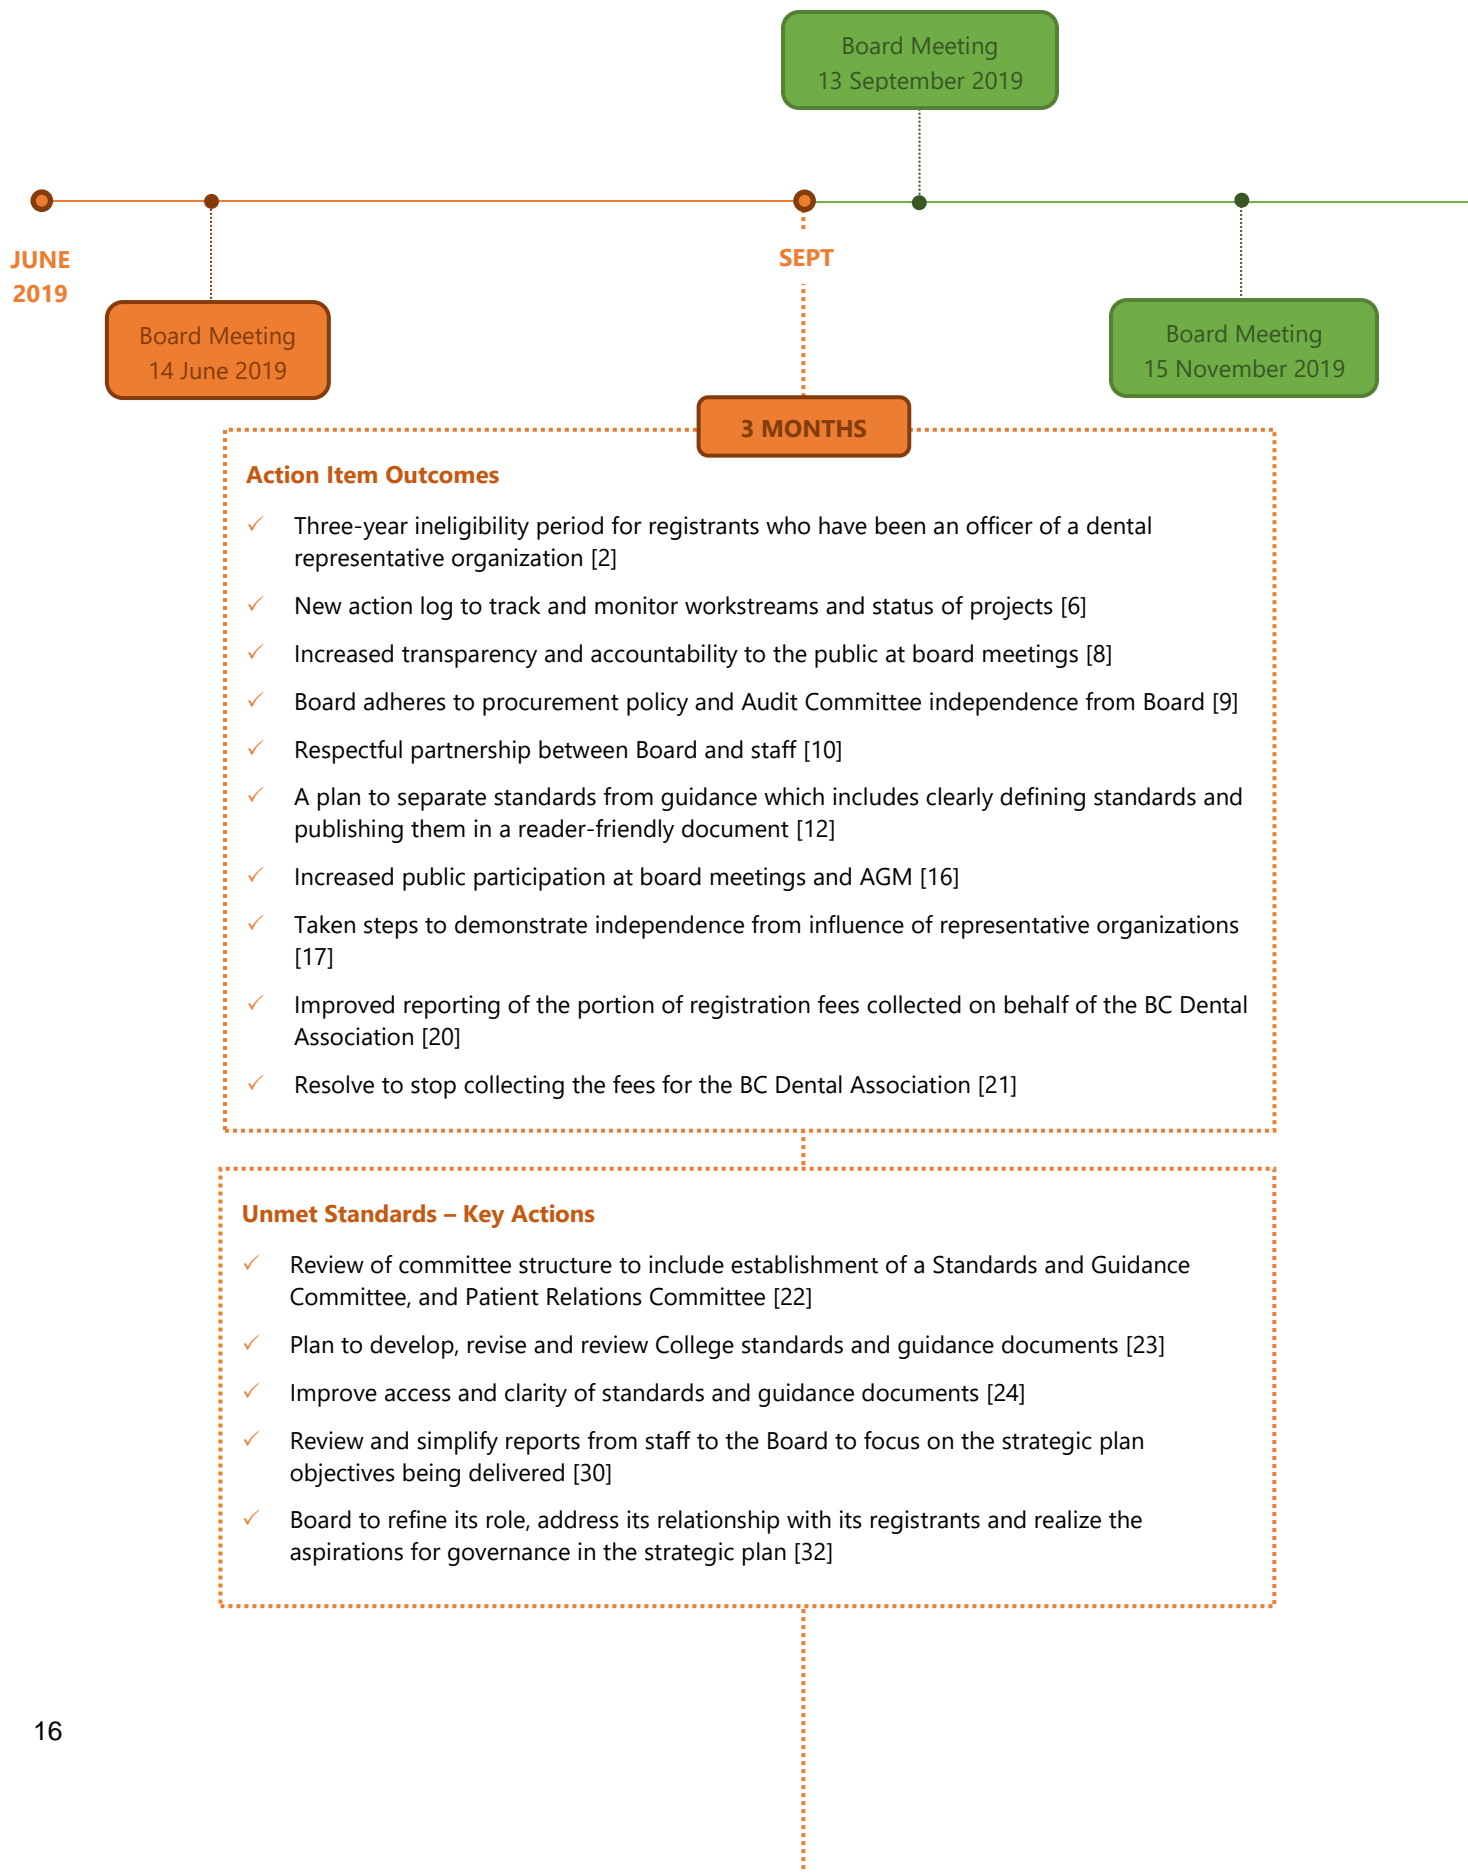 Board Meeting
13 September 2019
JUNE
2019
SEPT
Board Meeting
14 June 2019
Board Meeting
15 November 2019
3 MONTHS
Action Item Outcomes
✓ Three-year ineligibility period for registrants who have been an officer of a dental
representative organization [2]
✓ New action log to track and monitor workstreams and status of projects [6]
✓ Increased transparency and accountability to the public at board meetings [8]
✓ Board adheres to procurement policy and Audit Committee independence from Board [9]
✓ Respectful partnership between Board and staff [10]
✓ A plan to separate standards from guidance which includes clearly defining standards and
publishing them in a reader-friendly document [12]
✓ Increased public participation at board meetings and AGM [16]
✓ Taken steps to demonstrate independence from influence of representative organizations
[17]
✓ Improved reporting of the portion of registration fees collected on behalf of the BC Dental
Association [20]
✓ Resolve to stop collecting the fees for the BC Dental Association [21]
Unmet Standards – Key Actions
✓ Review of committee structure to include establishment of a Standards and Guidance
Committee, and Patient Relations Committee [22]
✓ Plan to develop, revise and review College standards and guidance documents [23]
✓ Improve access and clarity of standards and guidance documents [24]
✓ Review and simplify reports from staff to the Board to focus on the strategic plan
objectives being delivered [30]
✓ Board to refine its role, address its relationship with its registrants and realize the
aspirations for governance in the strategic plan [32]
16